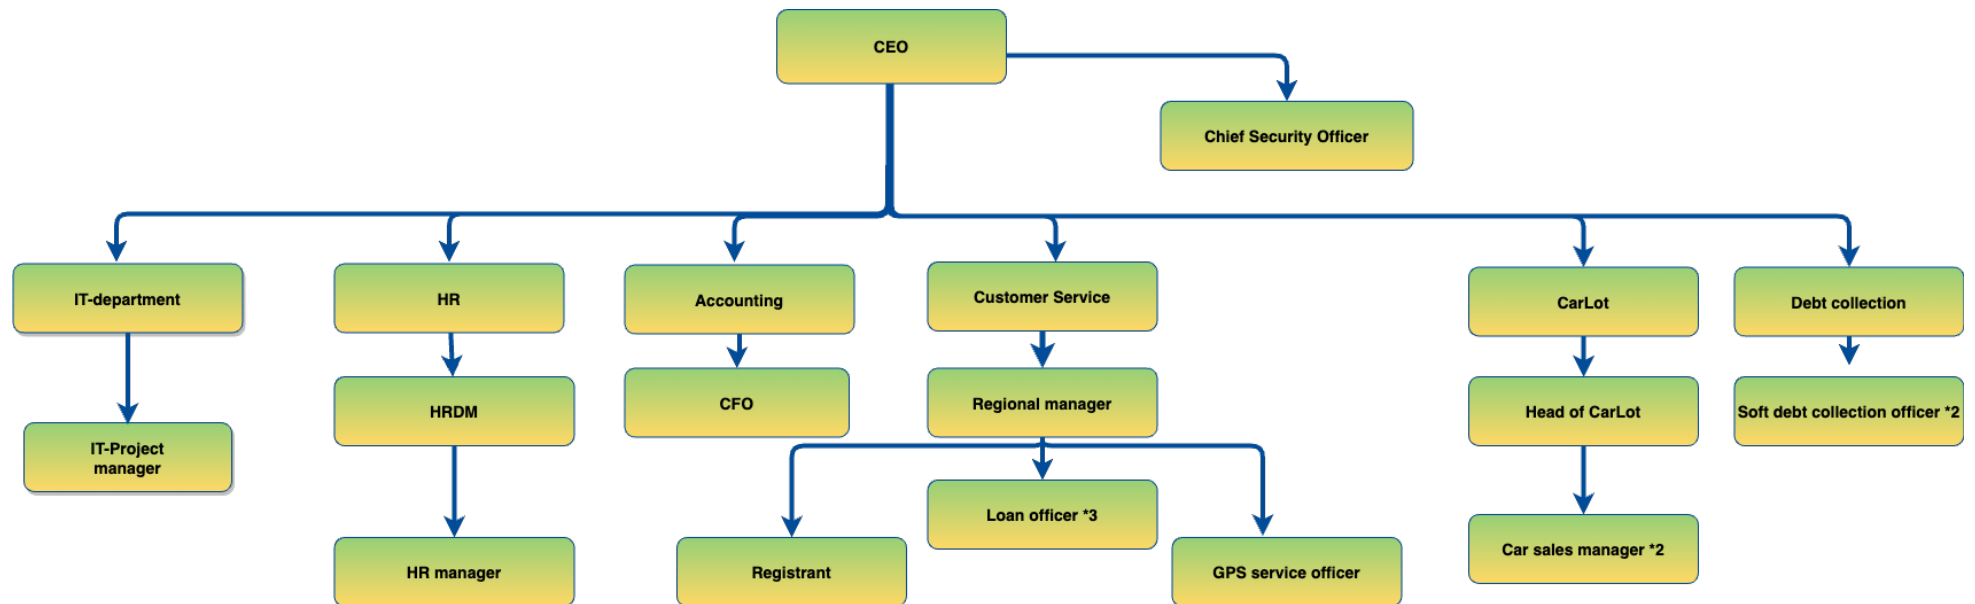 CEO
Chief Security Officer
IT-department
HR
Accounting
Customer Service
CarLot
Debt collection
HRDM
CFO
Regional manager
Head of CarLot
Soft debt collection officer *2
IT-Project
manager
Loan officer *3
Car sales manager *2
HR manager
Registrant
GPS service officer